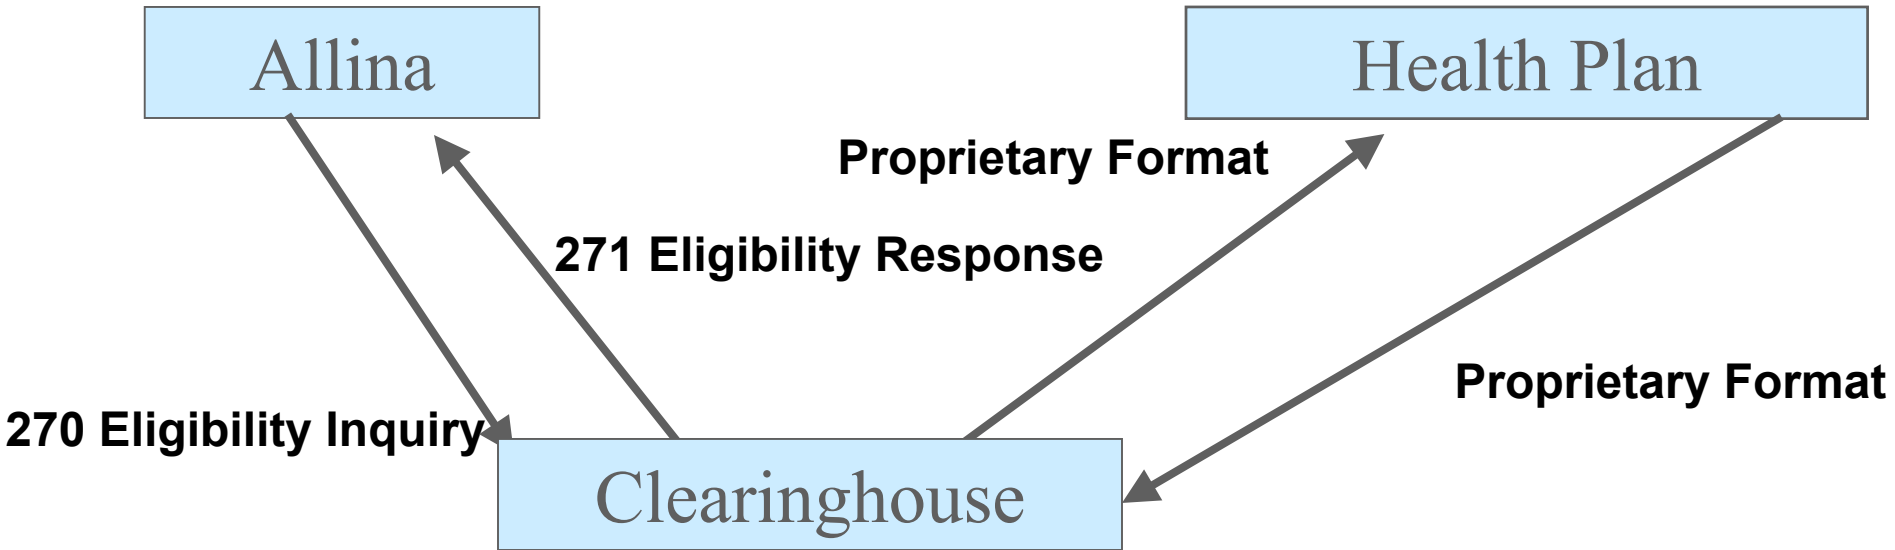 Allina
Health Plan
Proprietary Format
271 Eligibility Response
Proprietary Format
270 Eligibility Inquiry
Clearinghouse